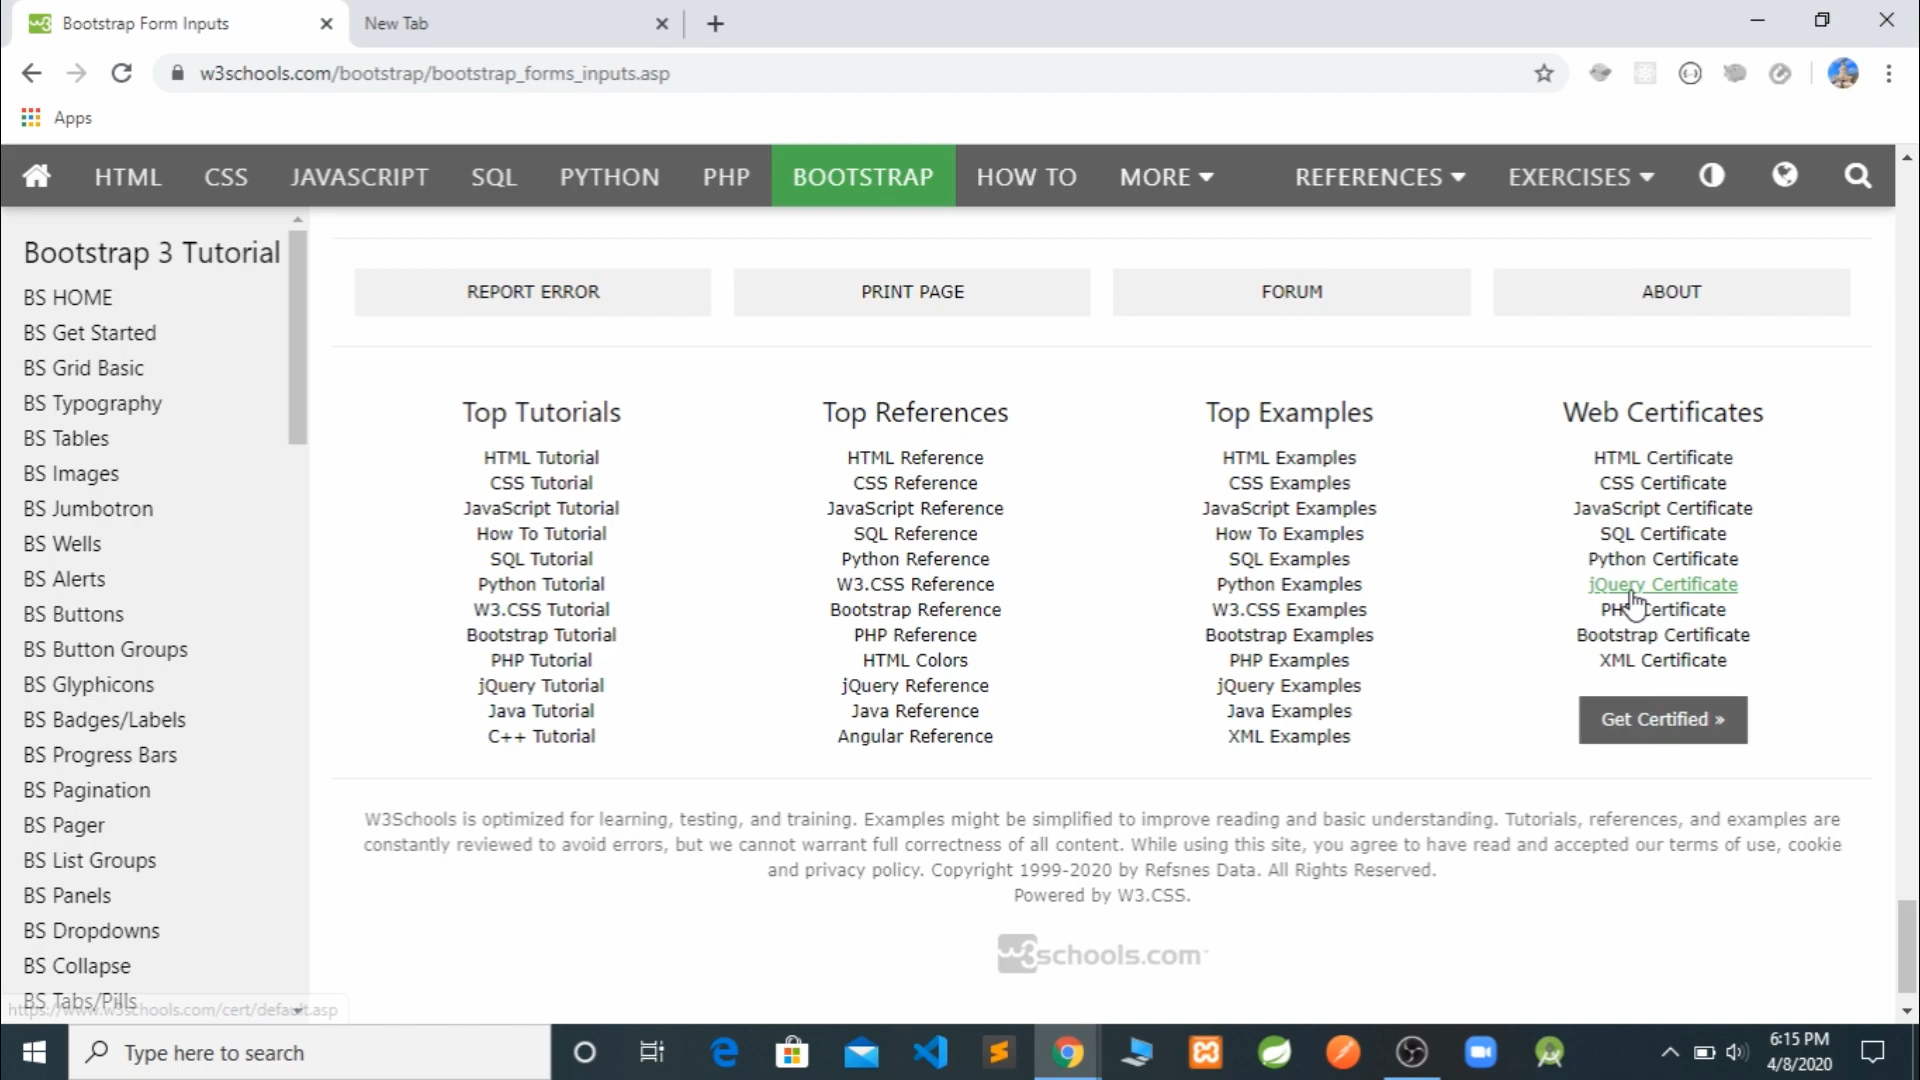 Bootstrap Form Inputs
New Tab
w3schools.com/bootstrap/bootstrap_forms_inputs.asp
Apps
HTML CSS JAVASCRIPT SQL PYTHON PHP BOOTSTRAP HOW TO MORE REFERENCES EXERCISES
Bootstrap 3 Tutorial
BS HOME
BS Get Started
BS Grid Basic
BS Typography
BS Tables
BS Images
BS Jumbotron
BS Wells
BS Alerts
BS Buttons
BS Button Groups
BS Glyphicons
BS Badges/Labels
BS Progress Bars
BS Pagination
BS Pager
BS List Groups
BS Panels
BS Dropdowns
BS Collapse
BS Tabs/Pills
https://www.w3schools.com/cert/default.asp
REPORT ERROR
PRINT PAGE
FORUM
ABOUT
Top Tutorials
HTML Tutorial
CSS Tutorial
JavaScript Tutorial
How To Tutorial
SQL Tutorial
Python Tutorial
W3.CSS Tutorial
Bootstrap Tutorial
PHP Tutorial
jQuery Tutorial
Java Tutorial
C++ Tutorial
Top References
HTML Reference
CSS Reference
JavaScript Reference
SQL Reference
Python Reference
W3.CSS Reference
Bootstrap Reference
PHP Reference
HTML Colors
jQuery Reference
Java Reference
Angular Reference
Top Examples
HTML Examples
CSS Examples
JavaScript Examples
How To Examples
SQL Examples
Python Examples
W3.CSS Examples
Bootstrap Examples
PHP Examples
jQuery Examples
Java Examples
XML Examples
Web Certificates
HTML Certificate
CSS Certificate
JavaScript Certificate
SQL Certificate
Python Certificate
jQuery Certificate
PHP Certificate
Bootstrap Certificate
XML Certificate
Get Certified »
W3Schools is optimized for learning, testing, and training. Examples might be simplified to improve reading and basic understanding. Tutorials, references, and examples are
constantly reviewed to avoid errors, but we cannot warrant full correctness of all content. While using this site, you agree to have read and accepted our terms of use, cookie
and privacy policy. Copyright 1999-2020 by Refsnes Data. All Rights Reserved.
Powered by W3.CSS.
w3schools.com
Type here to search
6:15 PM
4/8/2020